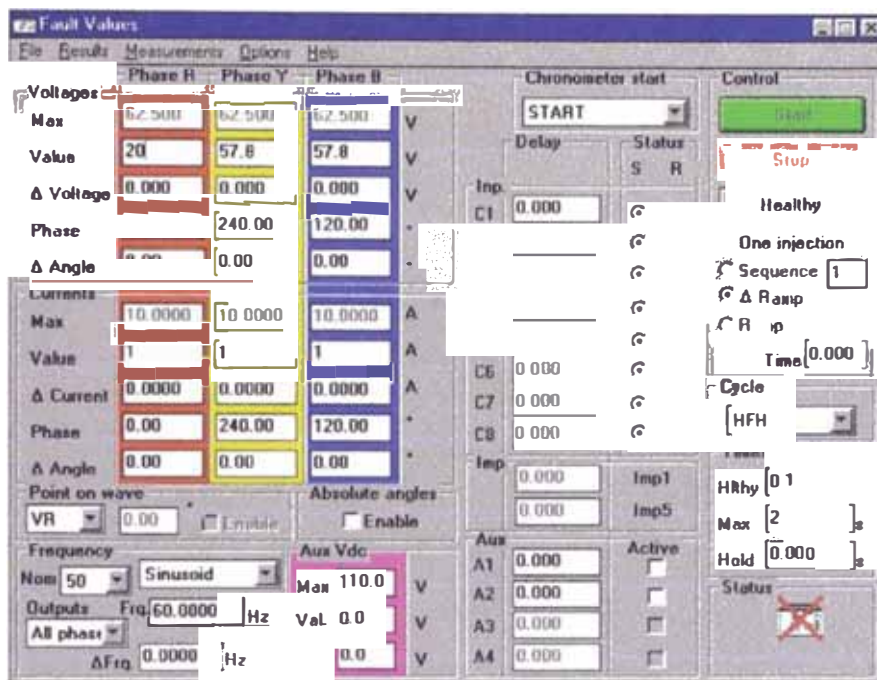 Fault Values
File Results Measurements Options Help
Phase R Phase Y Phase B
Voltages
Max 62.500 62.500 62.500 V
Value 20 57.8 57.8 V
Δ Voltage 0.000 0.000 0.000 V
Phase 240.00 120.00 °
Δ Angle 0.00 0.00 0.00 °
Currents
Max 10.0000 10.0000 10.0000 A
Value 1 1 1 A
Δ Current 0.0000 0.0000 0.0000 A
Phase 0.00 240.00 120.00 °
Δ Angle 0.00 0.00 0.00 °
Point on wave
VR 0.00 ° Enable
Absolute angles
Enable
Frequency
Nom 50 Sinusoid
Outputs Frq. 60.0000 Hz
All phase
ΔFrq 0.0000 Hz
Aux Vdc
Max 110.0 V
Val. 0.0 V
0.0 V
Chronometer start
START
Delay Status
S R
Inp.
C1 0.000
C6 0.000
C7 0.000
C8 0.000
Imp
0.000 Imp1
0.000 Imp5
Aux Active
A1 0.000
A2 0.000
A3 0.000
A4 0.000
Control
Start
Stop
Healthy
One injection
Sequence 1
Δ Ramp
R p
Time 0.000
Cycle
HFH
Hlthy 0 1
Max 2 s
Hold 0.000 s
Status